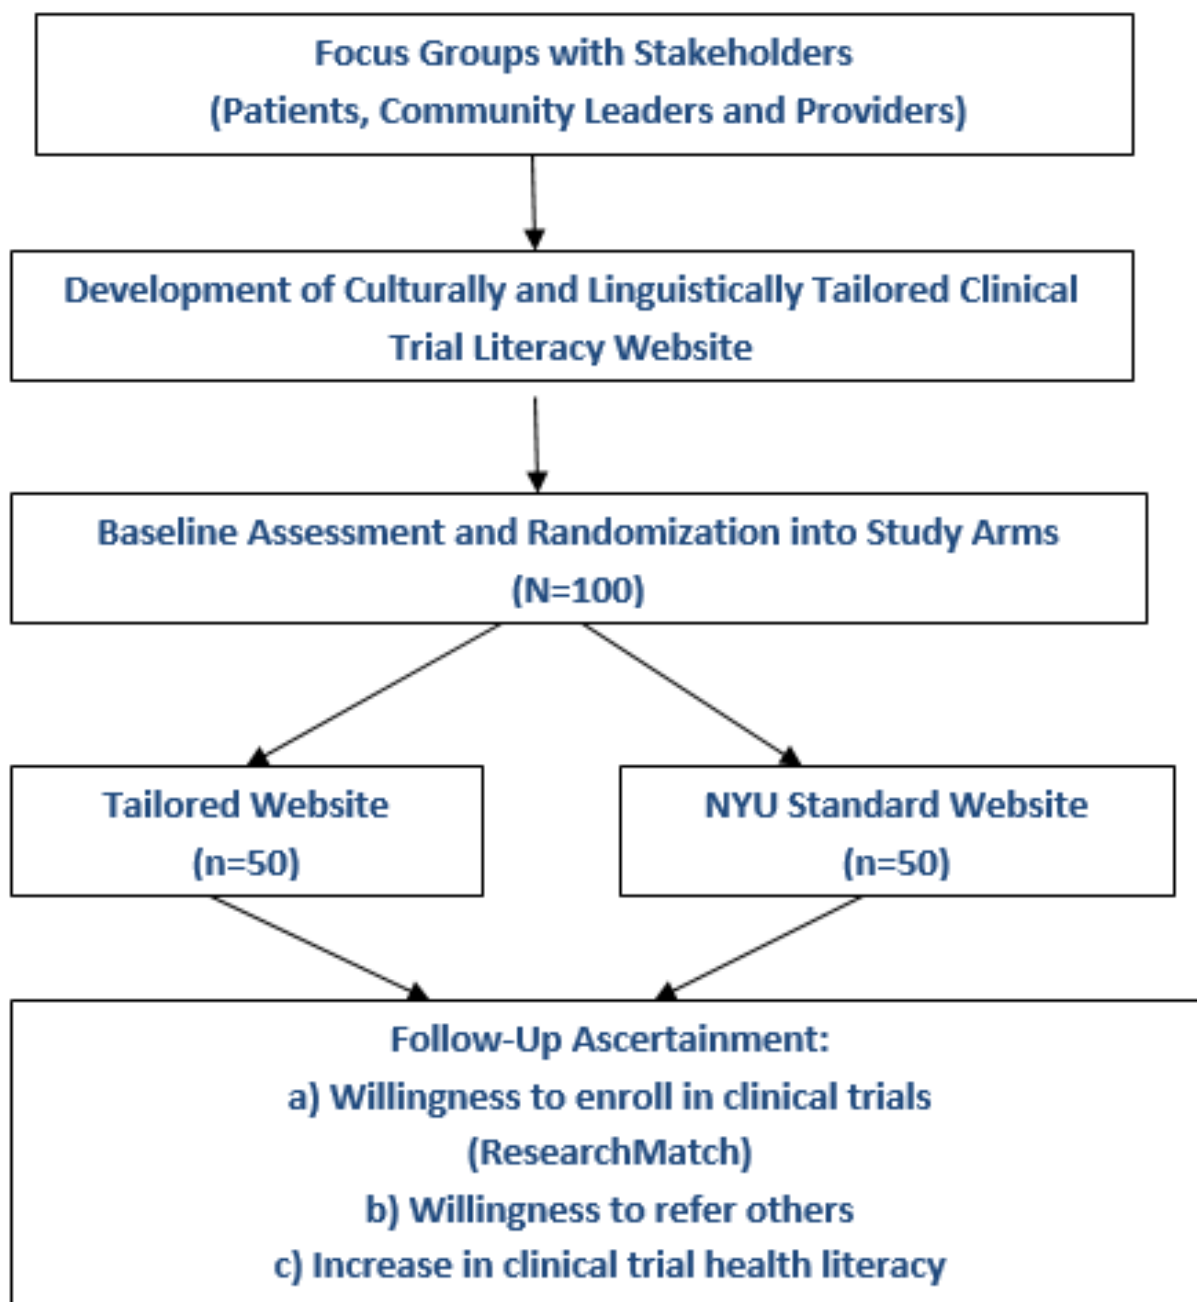 Focus Groups with Stakeholders
(Patients, Community Leaders and Providers)
Development of Culturally and Linguistically Tailored Clinical
Trial Literacy Website
Baseline Assessment and Randomization into Study Arms
(N=100)
Tailored Website
(n=50)
NYU Standard Website
(n=50)
Follow-Up Ascertainment:
a) Willingness to enroll in clinical trials
(ResearchMatch)
b) Willingness to refer others
c) Increase in clinical trial health literacy